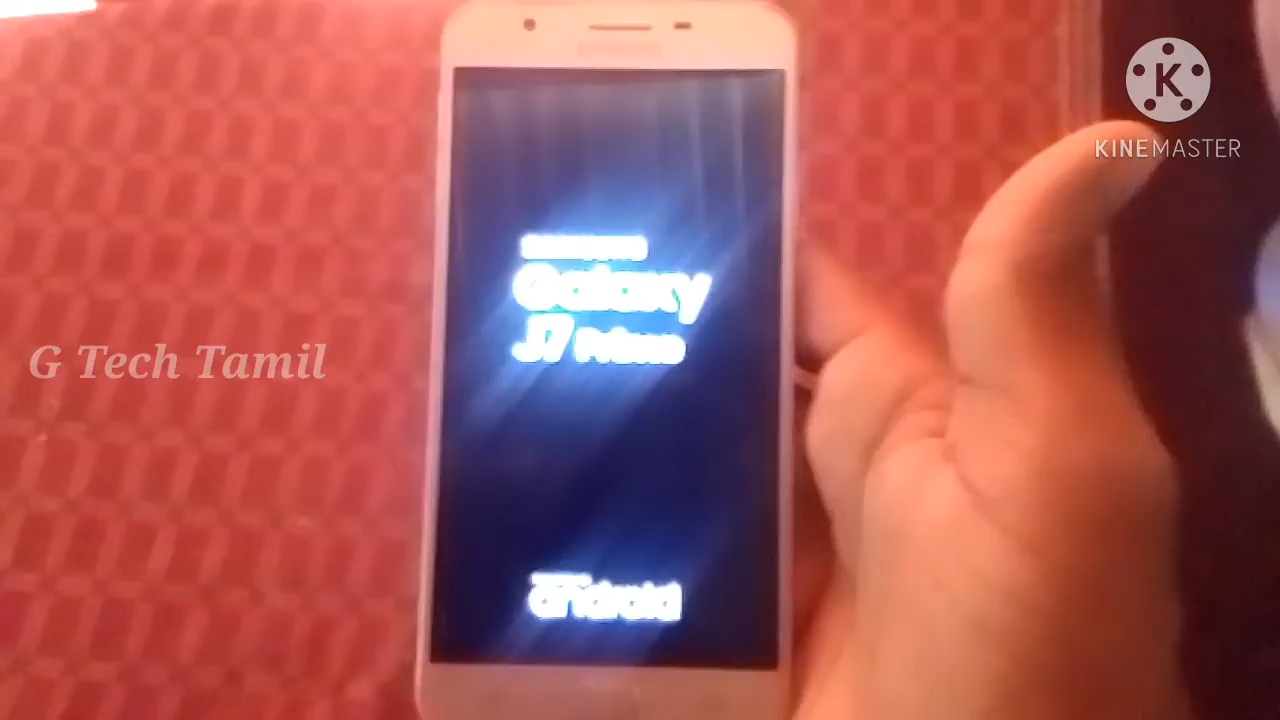 K
KINEMASTER
Galaxy
J7 Prime
G Tech Tamil
android